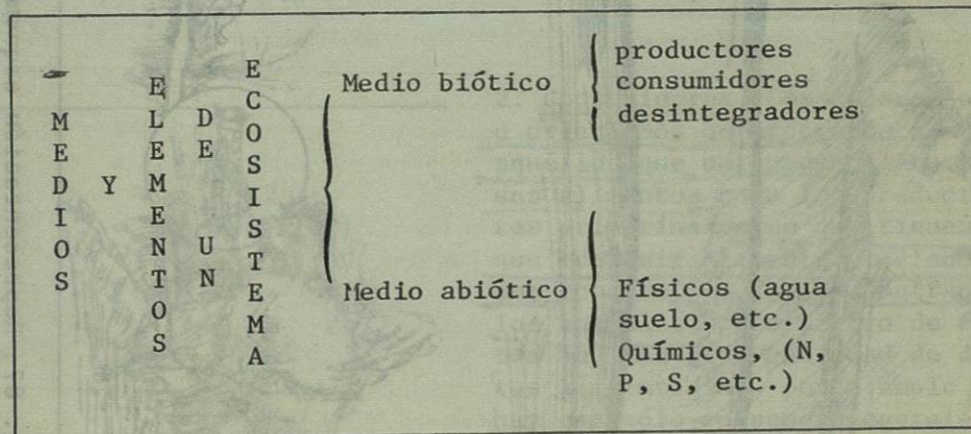 MEDIOS
Y
ELEMENTOS
DE UN
ECOSISTEMA
Medio biótico
productores
consumidores
desintegradores
Medio abiótico
Físicos (agua
suelo, etc.)
Químicos, (N,
P, S, etc.)